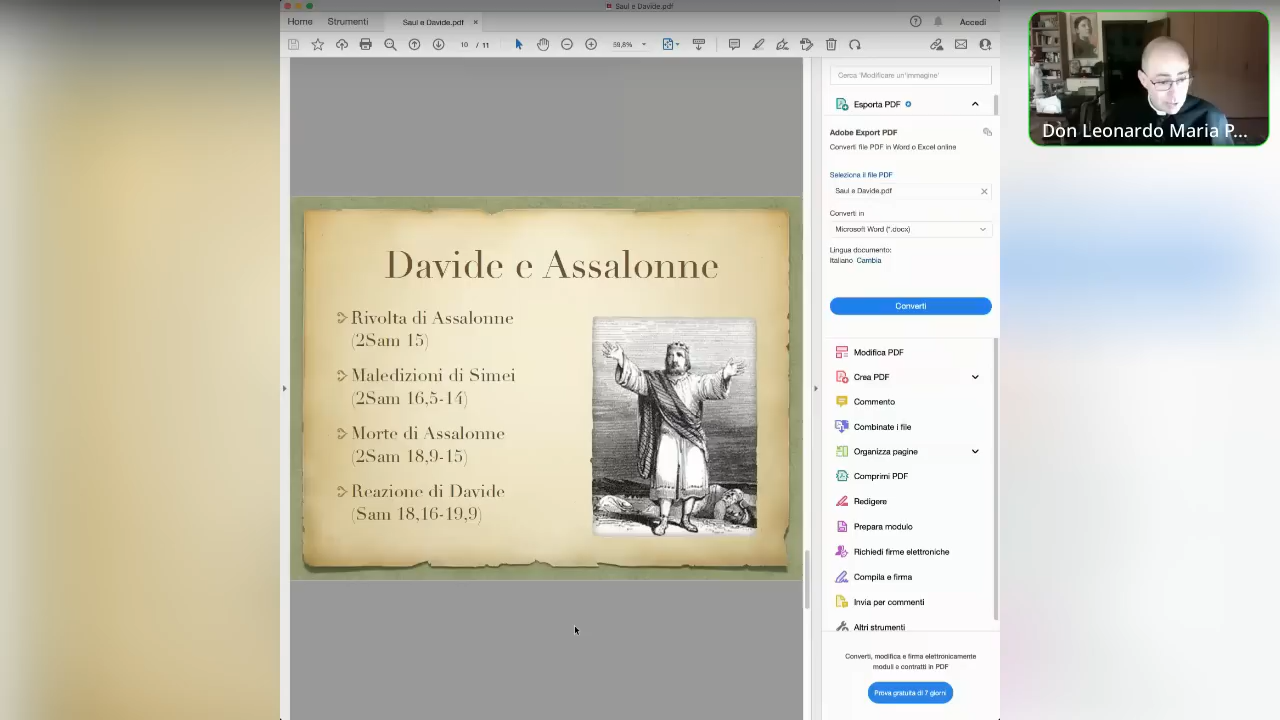 Saul e Davide.pdf
Home Strumenti Saul e Davide.pdf × Accedi
10 / 11 59,8%
Cerca 'Modificare un'immagine'
Esporta PDF
Adobe Export PDF
Converti file PDF in Word o Excel online
Seleziona il file PDF
Saul e Davide.pdf
Converti in
Microsoft Word (*.docx)
Lingua documento:
Italiano Cambia
Converti
Modifica PDF
Crea PDF
Commento
Combinate i file
Organizza pagine
Comprimi PDF
Redigere
Prepara modulo
Richiedi firme elettroniche
Compila e firma
Invia per commenti
Altri strumenti
Converti, modifica e firma elettronicamente
moduli e contratti in PDF
Prova gratuita di 7 giorni
Davide e Assalonne
Rivolta di Assalonne
(2Sam 15)
Maledizioni di Simei
(2Sam 16,5-14)
Morte di Assalonne
(2Sam 18,9-15)
Reazione di Davide
(Sam 18,16-19,9)
Don Leonardo Maria P...